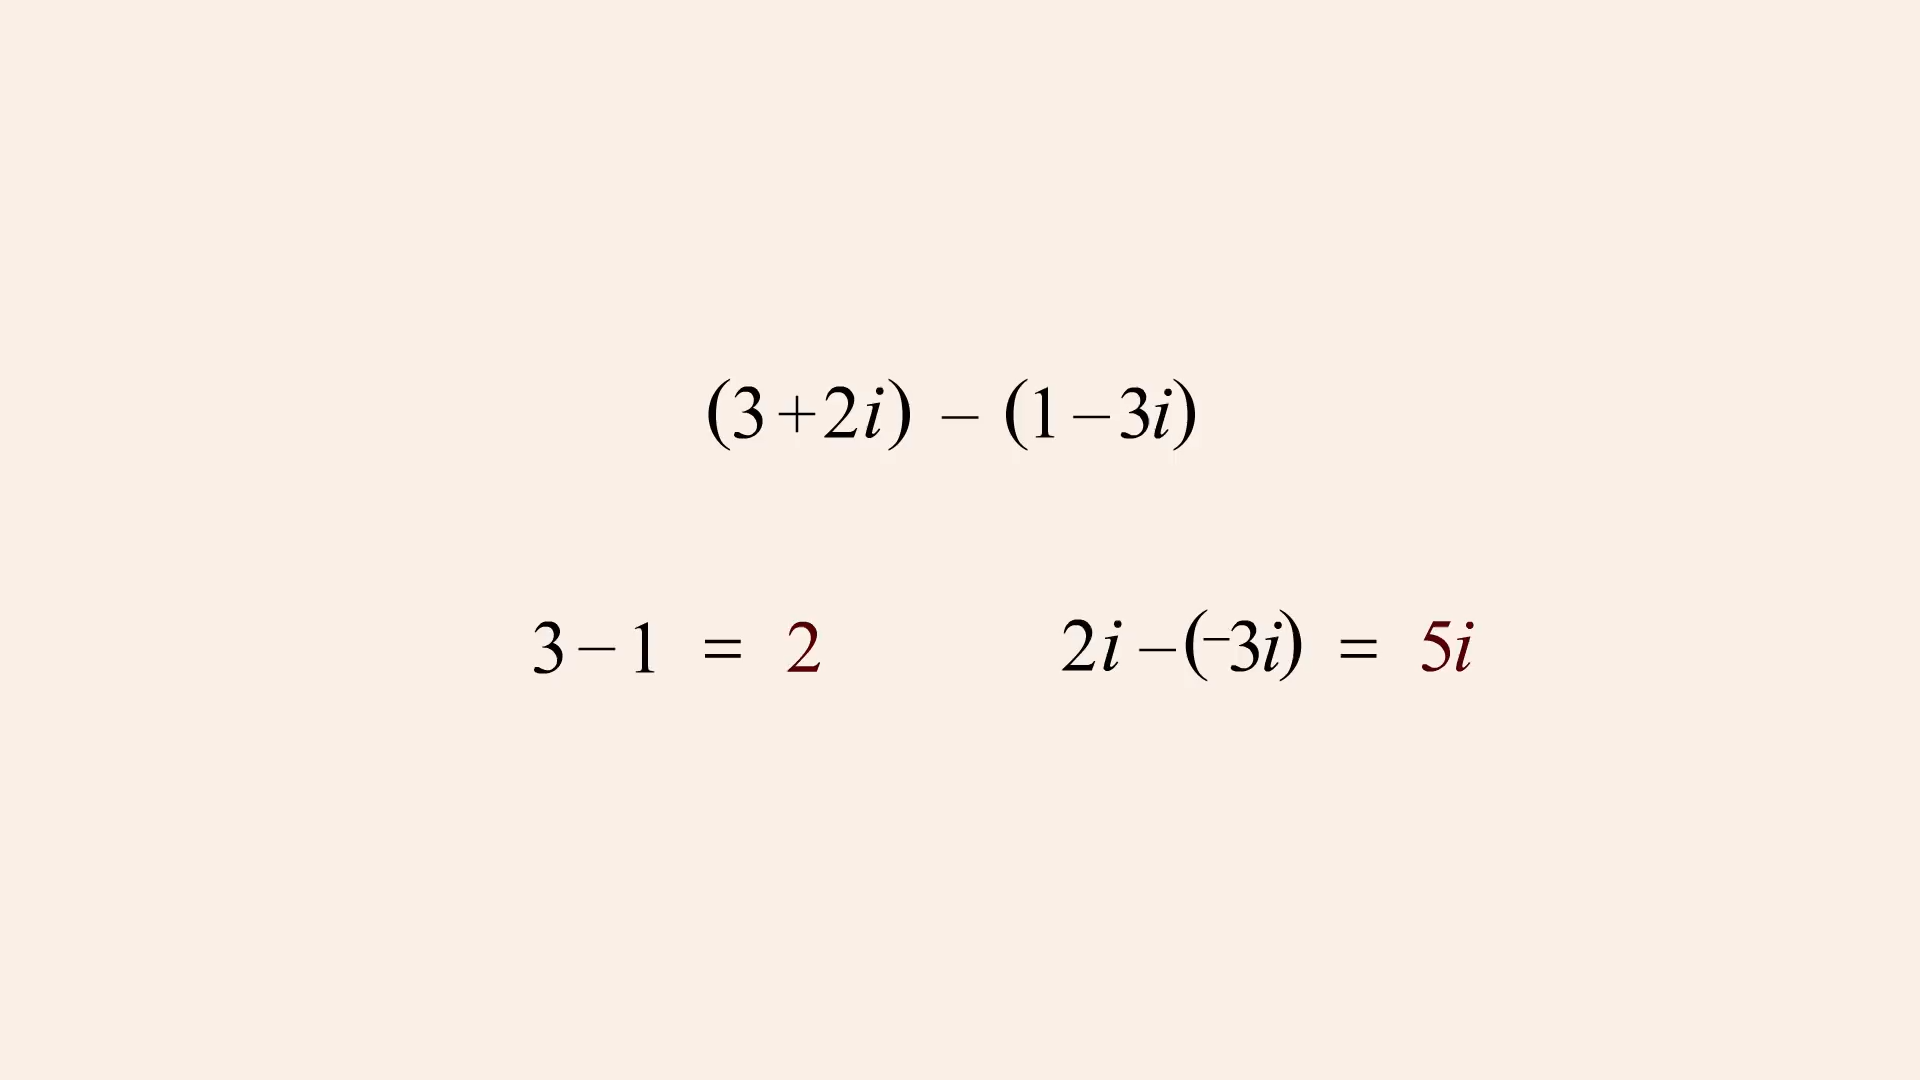 (3+2i) – (1–3i)
3–1 = 2
2i–(–3i) = 5i